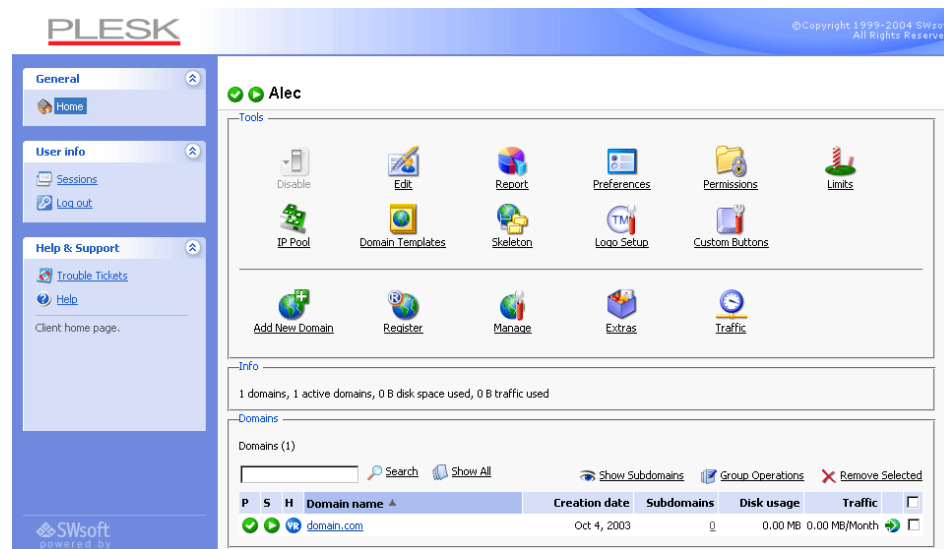 PLESK
©Copyright 1999-2004 SWso
All Rights Reserve
General
Home
User info
Sessions
Log out
Help & Support
Trouble Tickets
Help
Client home page.
SWsoft
powered by
Alec
Tools
Disable
Edit
Report
Preferences
Permissions
Limits
IP Pool
Domain Templates
Skeleton
TM
Logo Setup
Custom Buttons
Add New Domain
R
Register
Manage
Extras
Traffic
Info
1 domains, 1 active domains, 0 B disk space used, 0 B traffic used
Domains
Domains (1)
Search Show All Show Subdomains Group Operations Remove Selected
P S H Domain name Creation date Subdomains Disk usage Traffic
VR domain.com Oct 4, 2003 0 0.00 MB 0.00 MB/Month